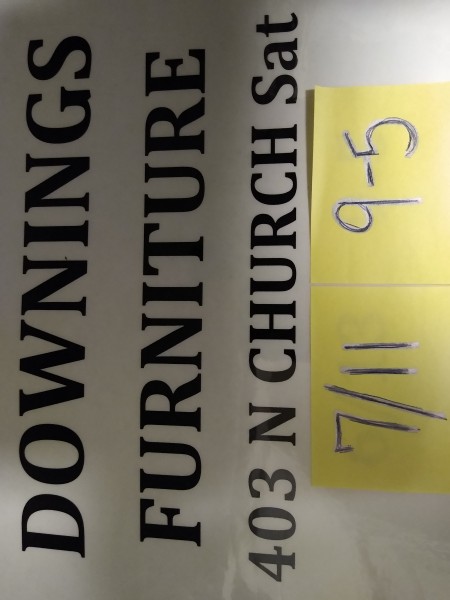 DOWNINGS
FURNITURE
403 N CHURCH Sat
7/11 9-5